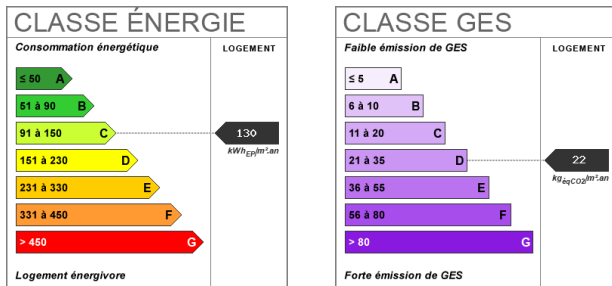 CLASSE ÉNERGIE
Consommation énergétique
LOGEMENT
≤ 50 A
51 à 90 B
91 à 150 C
130
kWhEP/m².an
151 à 230 D
231 à 330 E
331 à 450 F
> 450 G
Logement énergivore
CLASSE GES
Faible émission de GES
LOGEMENT
≤ 5 A
6 à 10 B
11 à 20 C
21 à 35 D
22
kgéqCO2/m².an
36 à 55 E
56 à 80 F
> 80 G
Forte émission de GES